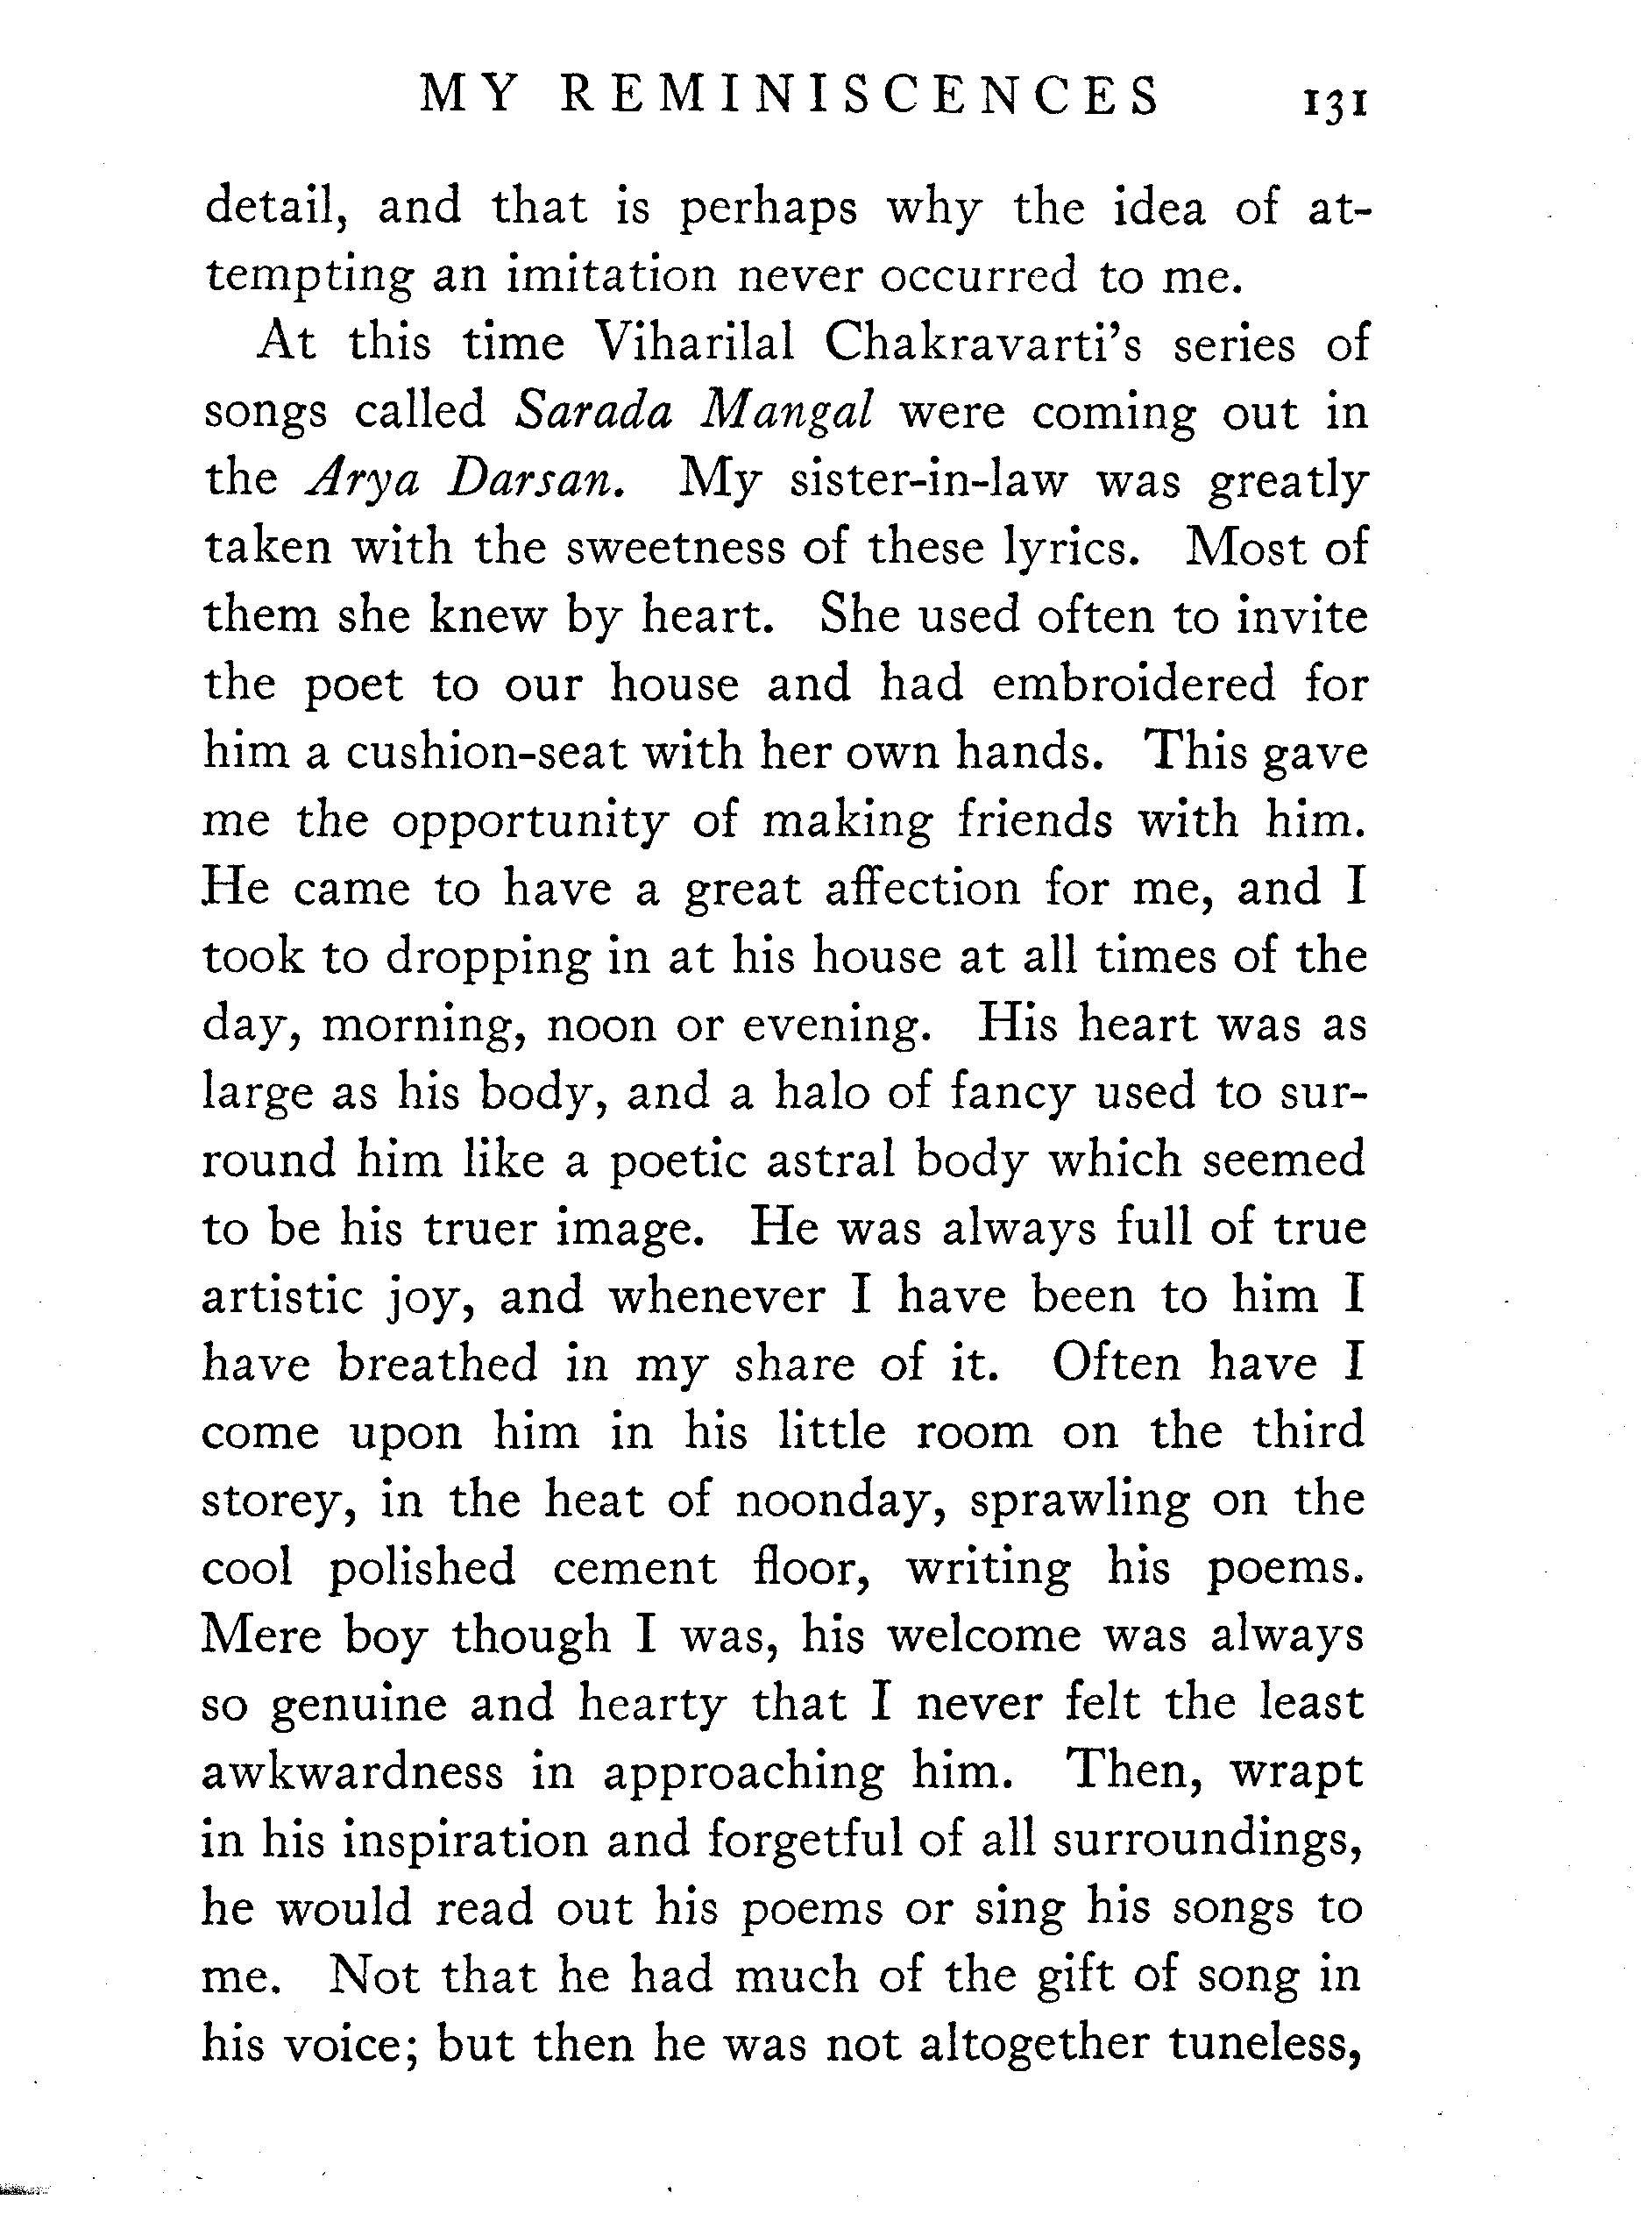 MY REMINISCENCES 131
detail, and that is perhaps why the idea of at-
tempting an imitation never occurred to me.
At this time Viharilal Chakravarti's series of
songs called Sarada Mangal were coming out in
the Arya Darsan. My sister-in-law was greatly
taken with the sweetness of these lyrics. Most of
them she knew by heart. She used often to invite
the poet to our house and had embroidered for
him a cushion-seat with her own hands. This gave
me the opportunity of making friends with him.
He came to have a great affection for me, and I
took to dropping in at his house at all times of the
day, morning, noon or evening. His heart was as
large as his body, and a halo of fancy used to sur-
round him like a poetic astral body which seemed
to be his truer image. He was always full of true
artistic joy, and whenever I have been to him I
have breathed in my share of it. Often have I
come upon him in his little room on the third
storey, in the heat of noonday, sprawling on the
cool polished cement floor, writing his poems.
Mere boy though I was, his welcome was always
so genuine and hearty that I never felt the least
awkwardness in approaching him. Then, wrapt
in his inspiration and forgetful of all surroundings,
he would read out his poems or sing his songs to
me. Not that he had much of the gift of song in
his voice; but then he was not altogether tuneless,